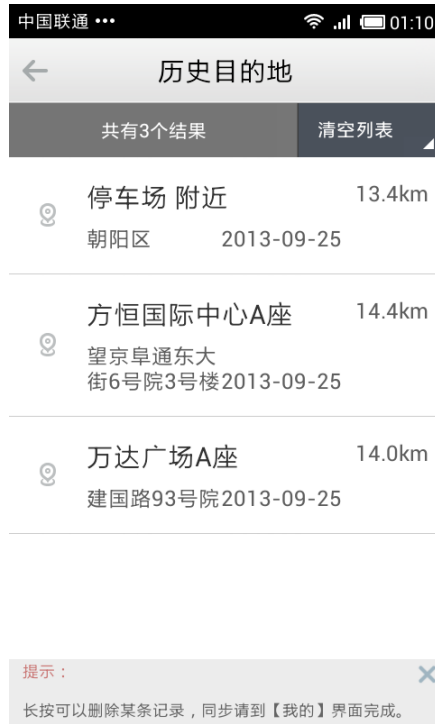 中国联通 ••• 01:10
历史目的地
共有3个结果 清空列表
停车场 附近 13.4km
朝阳区 2013-09-25
方恒国际中心A座 14.4km
望京阜通东大
街6号院3号楼2013-09-25
万达广场A座 14.0km
建国路93号院2013-09-25
提示：
长按可以删除某条记录，同步请到【我的】界面完成。